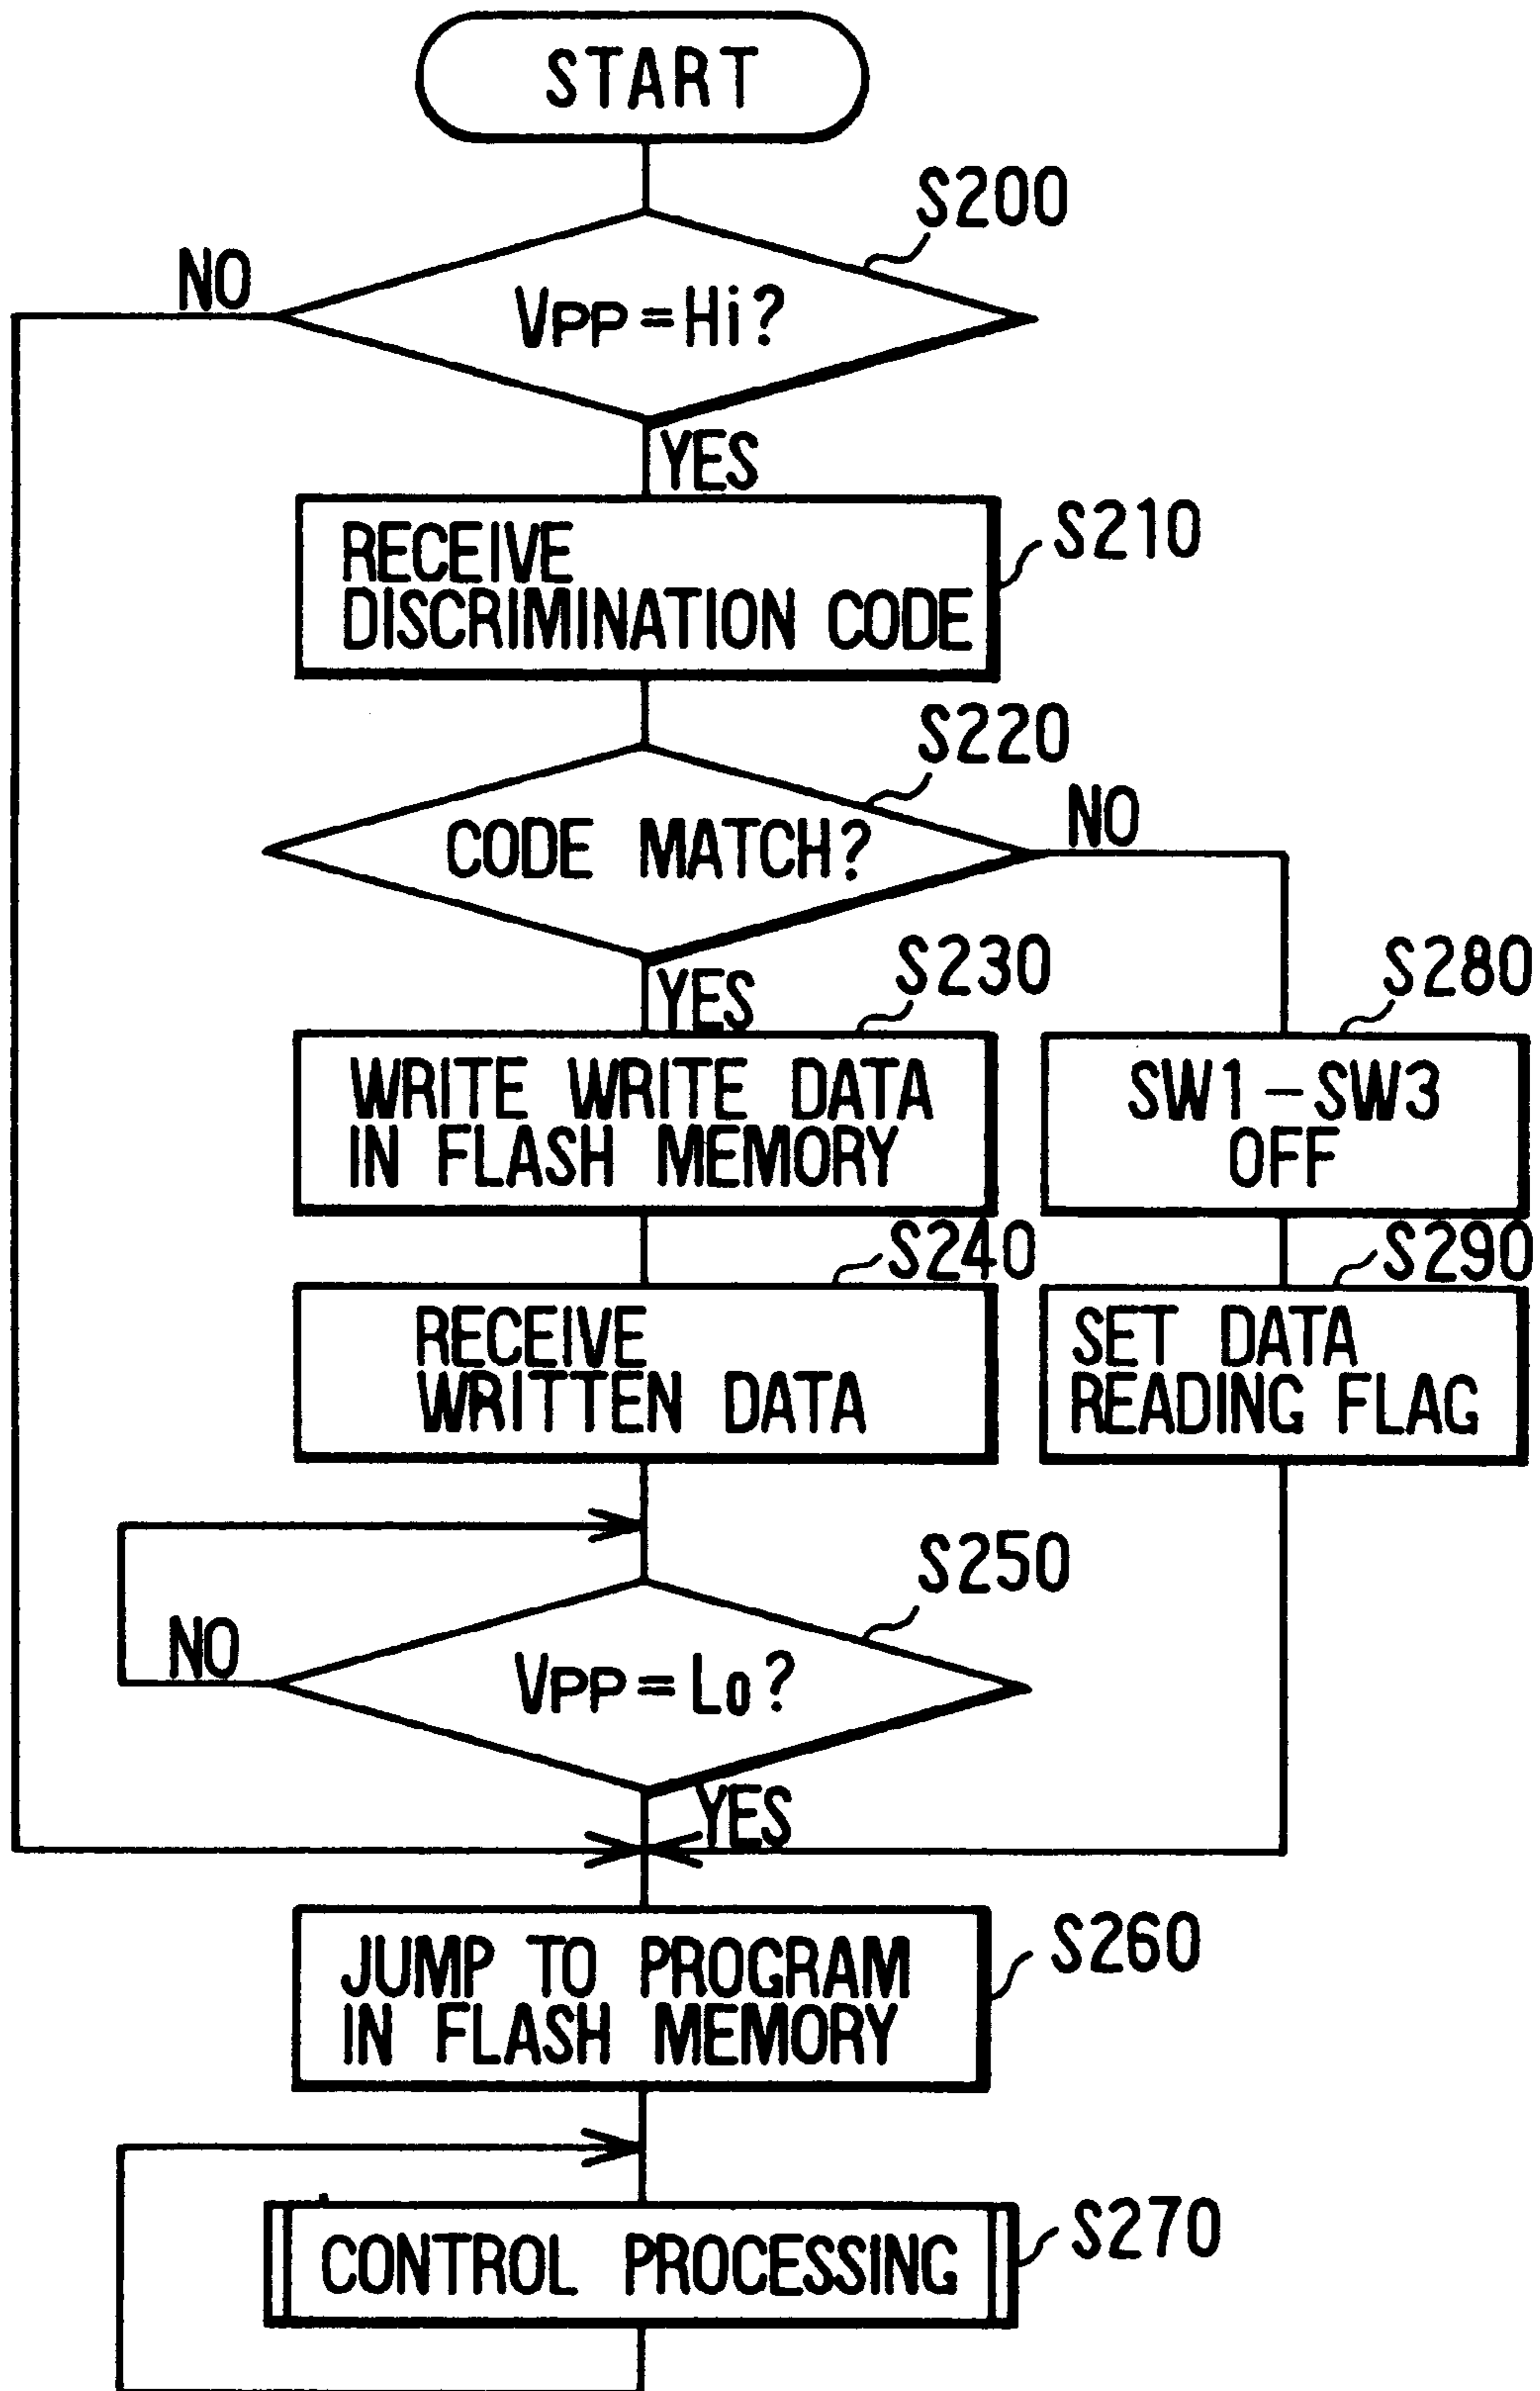 START
S200
NO
VPP=Hi?
YES
S210
RECEIVE
DISCRIMINATION CODE
S220
NO
CODE MATCH?
YES
S230
S280
WRITE WRITE DATA
IN FLASH MEMORY
SW1-SW3
OFF
S240
S290
RECEIVE
WRITTEN DATA
SET DATA
READING FLAG
S250
NO
VPP=Lo?
YES
S260
JUMP TO PROGRAM
IN FLASH MEMORY
S270
CONTROL PROCESSING